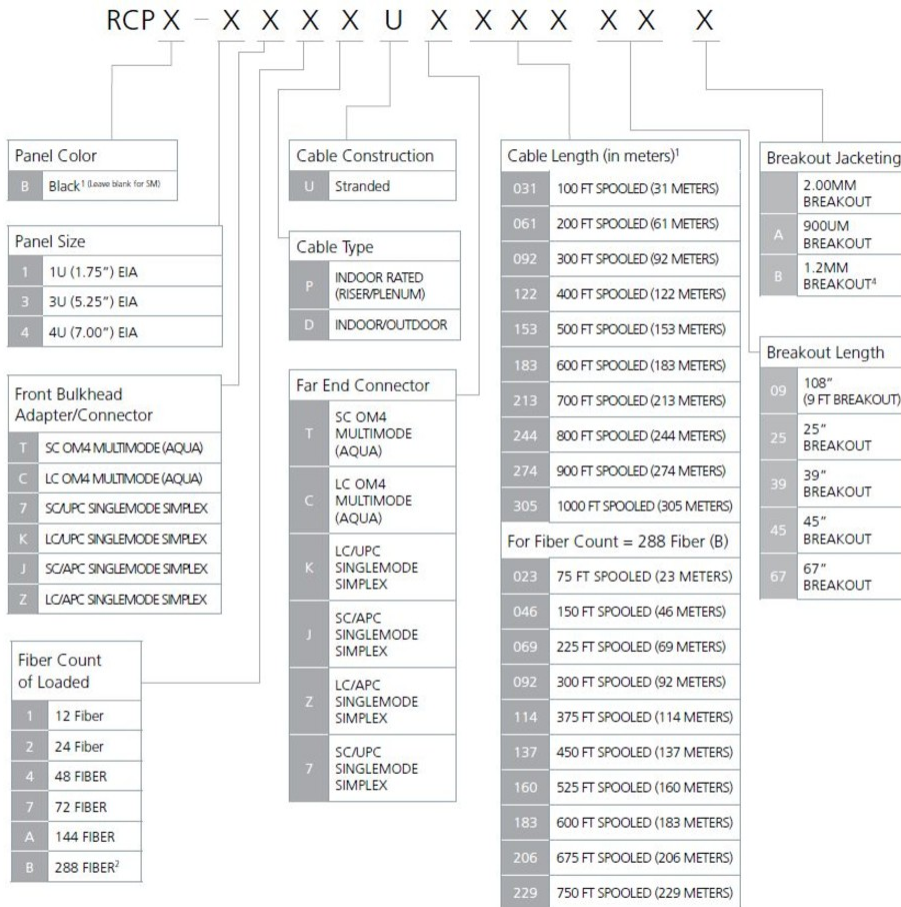 RCP X – X X X X U X X X X X X X
Panel Color
B Black¹ (Leave blank for SM)
Panel Size
1 1U (1.75”) EIA
3 3U (5.25”) EIA
4 4U (7.00”) EIA
Front Bulkhead
Adapter/Connector
T SC OM4 MULTIMODE (AQUA)
C LC OM4 MULTIMODE (AQUA)
7 SC/UPC SINGLEMODE SIMPLEX
K LC/UPC SINGLEMODE SIMPLEX
J SC/APC SINGLEMODE SIMPLEX
Z LC/APC SINGLEMODE SIMPLEX
Fiber Count
of Loaded
1 12 Fiber
2 24 Fiber
4 48 FIBER
7 72 FIBER
A 144 FIBER
B 288 FIBER²
Cable Construction
U Stranded
Cable Type
P INDOOR RATED
(RISER/PLENUM)
D INDOOR/OUTDOOR
Far End Connector
T SC OM4
MULTIMODE
(AQUA)
C LC OM4
MULTIMODE
(AQUA)
K LC/UPC
SINGLEMODE
SIMPLEX
J SC/APC
SINGLEMODE
SIMPLEX
Z LC/APC
SINGLEMODE
SIMPLEX
7 SC/UPC
SINGLEMODE
SIMPLEX
Cable Length (in meters)¹
031 100 FT SPOOLED (31 METERS)
061 200 FT SPOOLED (61 METERS)
092 300 FT SPOOLED (92 METERS)
122 400 FT SPOOLED (122 METERS)
153 500 FT SPOOLED (153 METERS)
183 600 FT SPOOLED (183 METERS)
213 700 FT SPOOLED (213 METERS)
244 800 FT SPOOLED (244 METERS)
274 900 FT SPOOLED (274 METERS)
305 1000 FT SPOOLED (305 METERS)
For Fiber Count = 288 Fiber (B)
023 75 FT SPOOLED (23 METERS)
046 150 FT SPOOLED (46 METERS)
069 225 FT SPOOLED (69 METERS)
092 300 FT SPOOLED (92 METERS)
114 375 FT SPOOLED (114 METERS)
137 450 FT SPOOLED (137 METERS)
160 525 FT SPOOLED (160 METERS)
183 600 FT SPOOLED (183 METERS)
206 675 FT SPOOLED (206 METERS)
229 750 FT SPOOLED (229 METERS)
Breakout Jacketing
2.00MM
BREAKOUT
A 900UM
BREAKOUT
B 1.2MM
BREAKOUT⁴
Breakout Length
09 108”
(9 FT BREAKOUT)
25 25”
BREAKOUT
39 39”
BREAKOUT
45 45”
BREAKOUT
67 67”
BREAKOUT